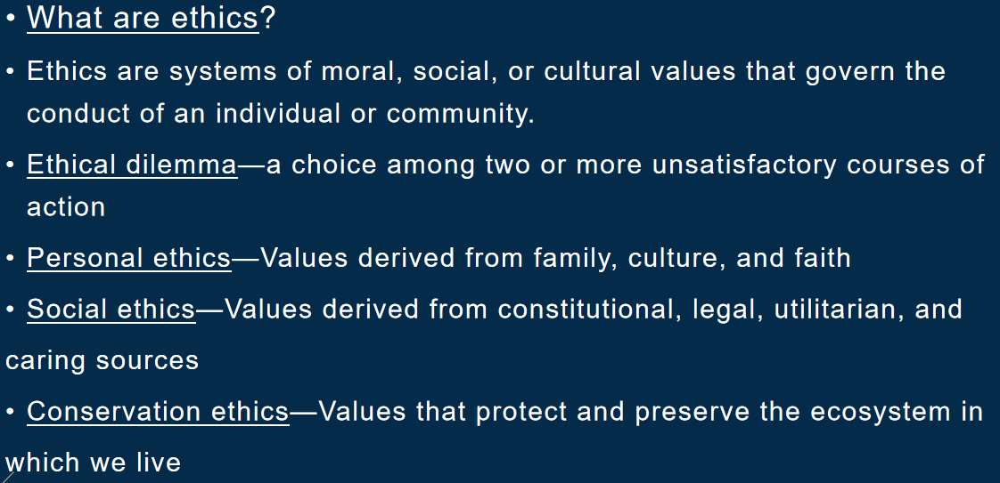 • What are ethics?
• Ethics are systems of moral, social, or cultural values that govern the
conduct of an individual or community.
• Ethical dilemma—a choice among two or more unsatisfactory courses of
action
• Personal ethics—Values derived from family, culture, and faith
• Social ethics—Values derived from constitutional, legal, utilitarian, and
caring sources
• Conservation ethics—Values that protect and preserve the ecosystem in
which we live